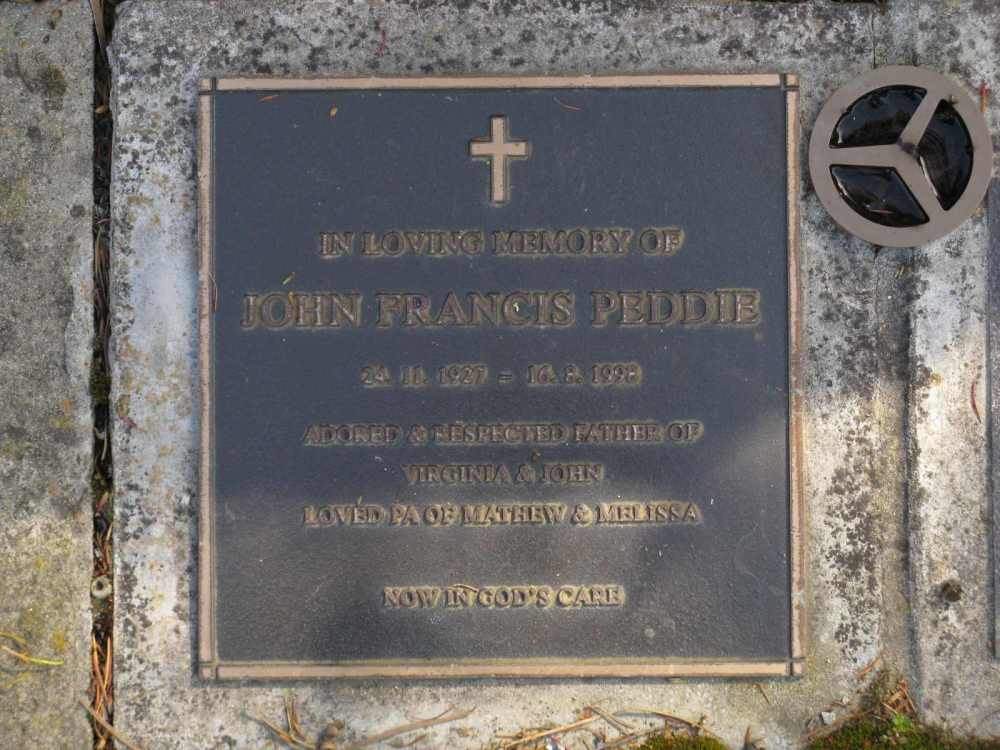 IN LOVING MEMORY OF
JOHN FRANCIS PEDDIE
24. 11. 1927 – 16. 8. 1998
ADORED & RESPECTED FATHER OF
VIRGINIA & JOHN
LOVED PA OF MATHEW & MELISSA
NOW IN GOD'S CARE